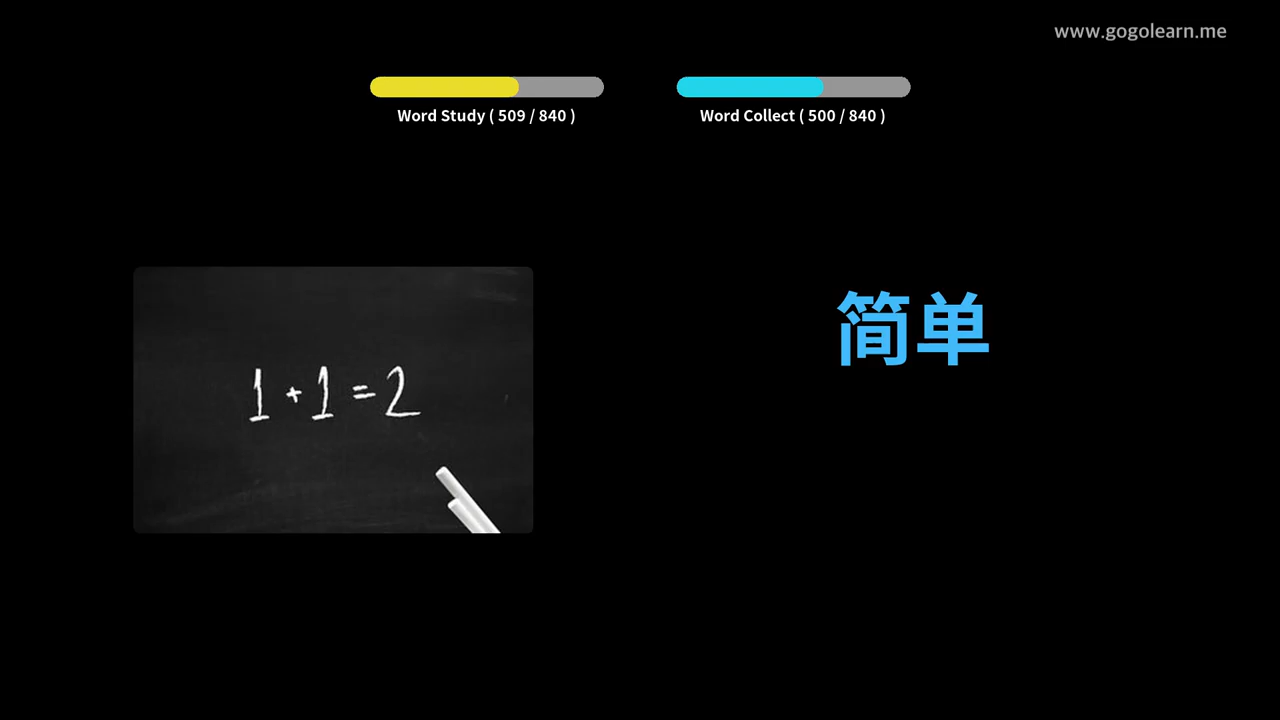 www.gogolearn.me
Word Study ( 509 / 840 )
Word Collect ( 500 / 840 )
1 + 1 = 2
简单